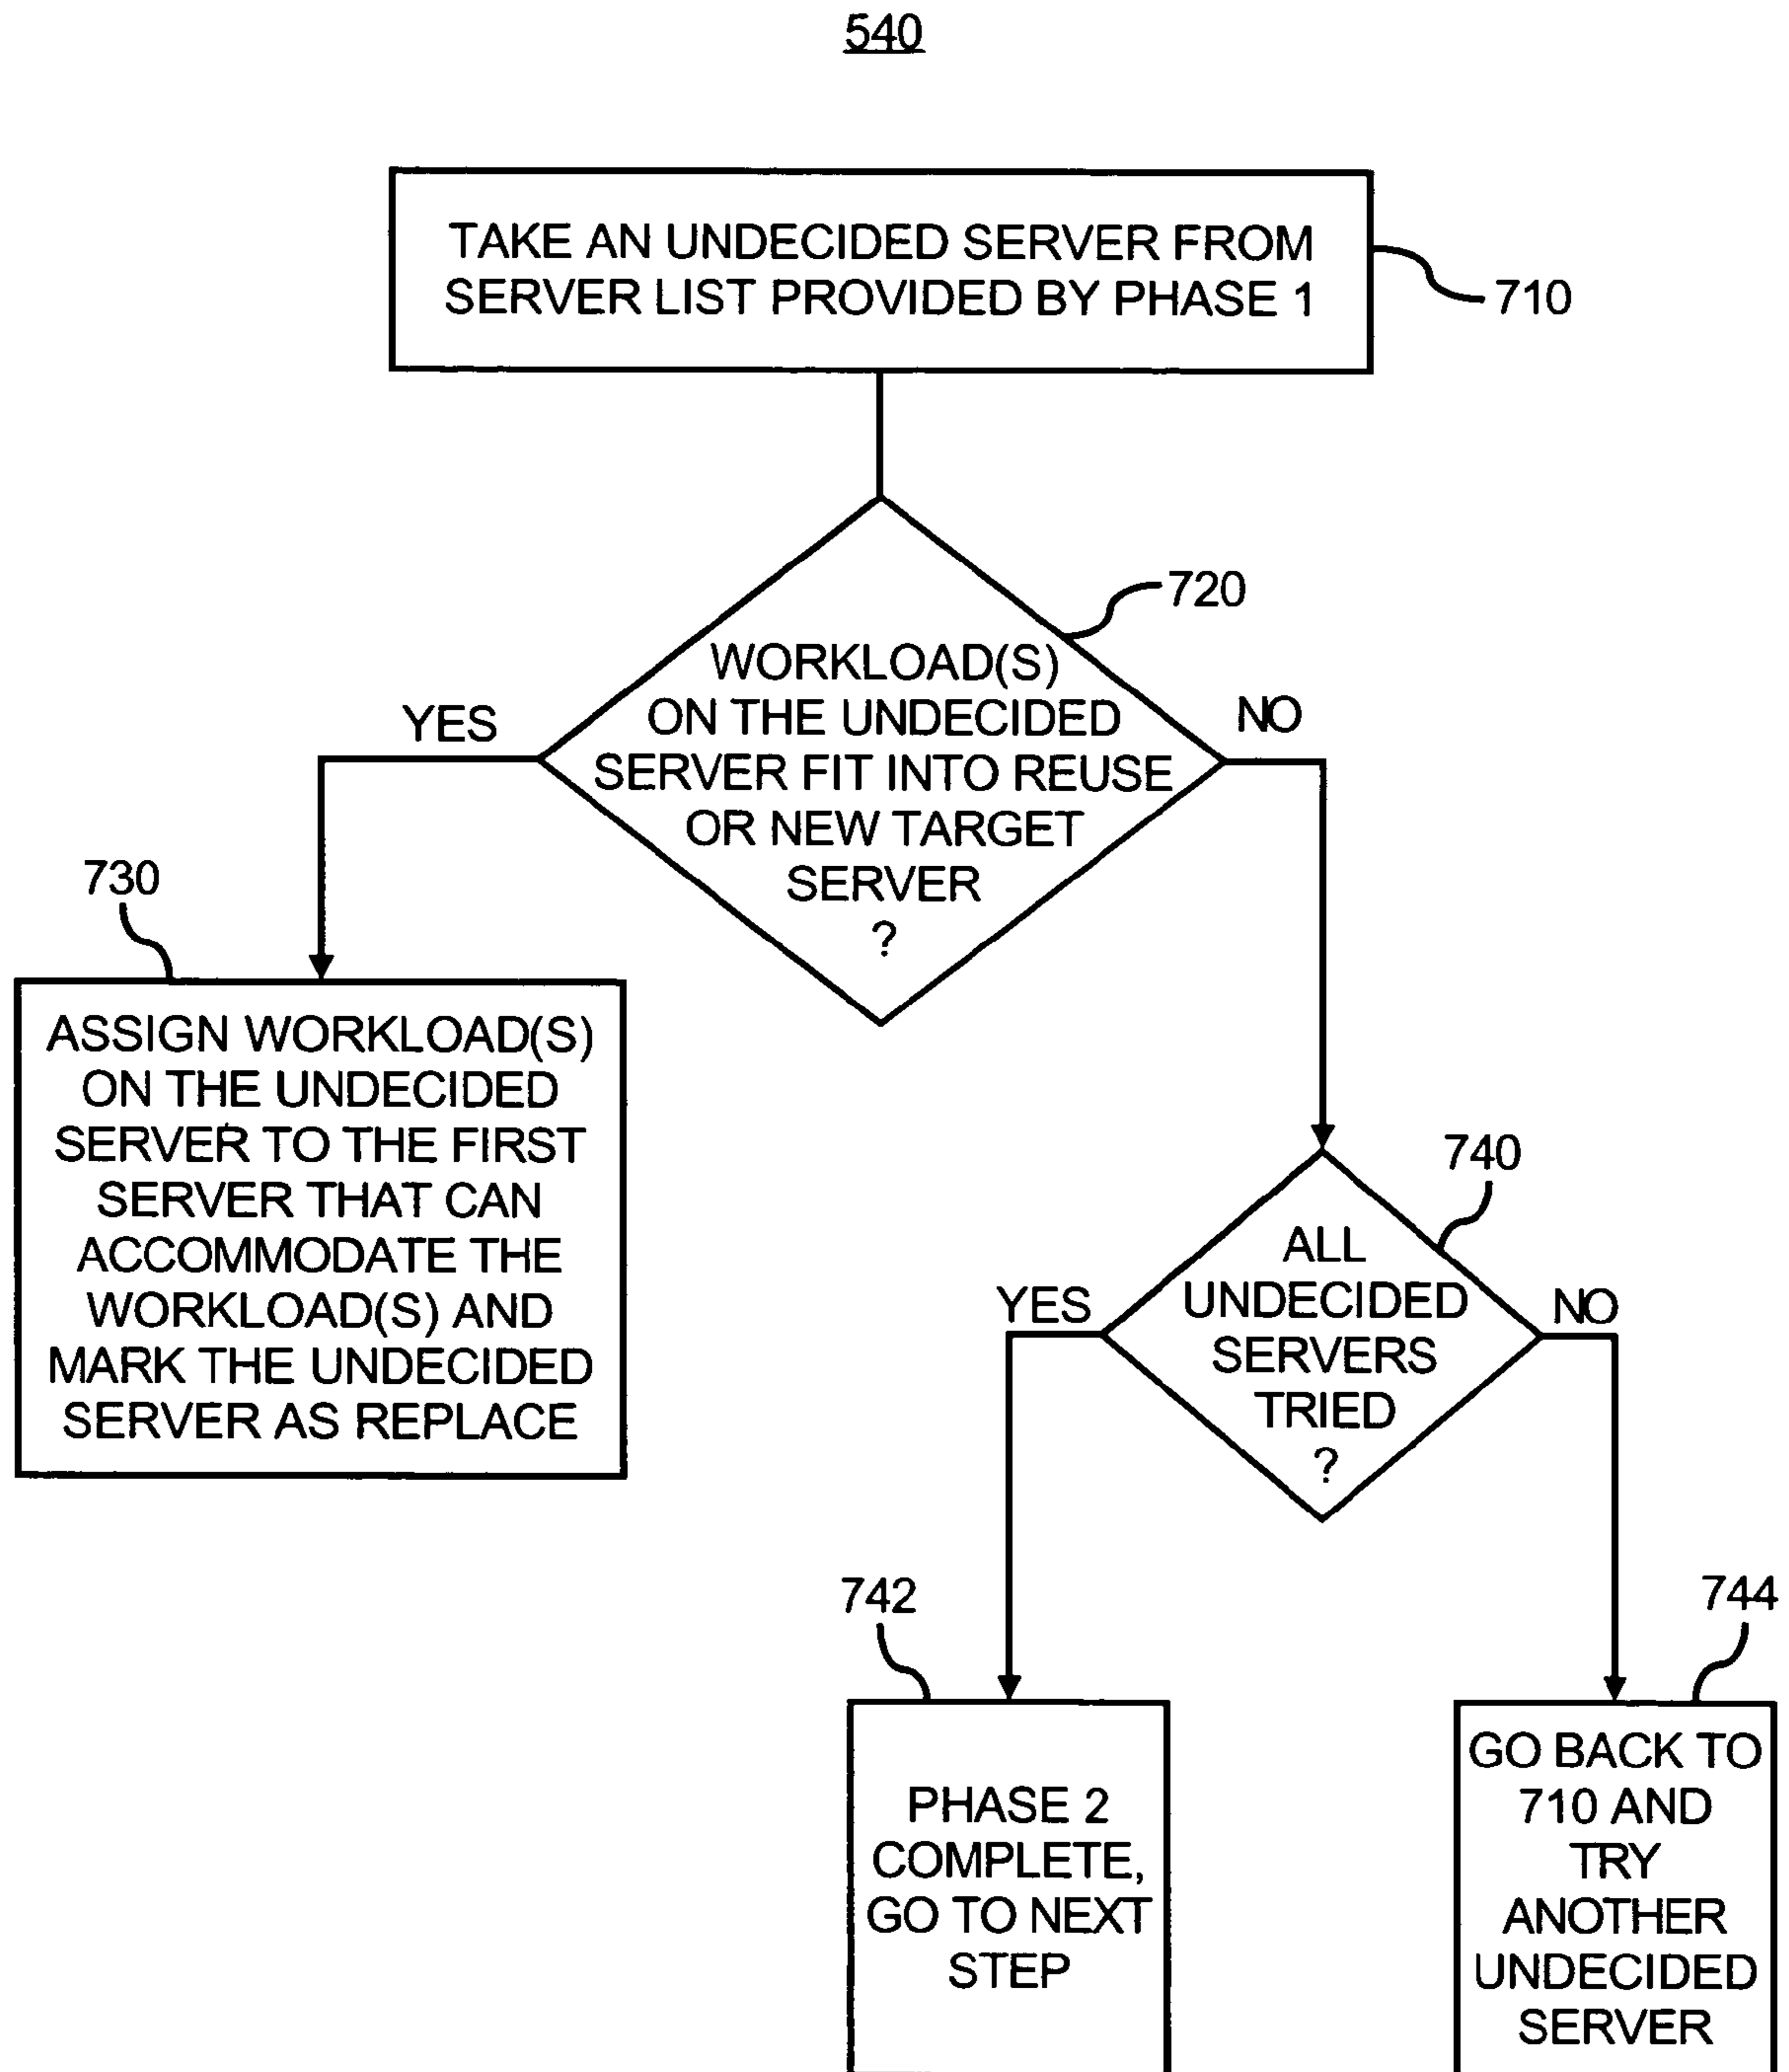 540
TAKE AN UNDECIDED SERVER FROM
SERVER LIST PROVIDED BY PHASE 1
710
720
WORKLOAD(S)
ON THE UNDECIDED
SERVER FIT INTO REUSE
OR NEW TARGET
SERVER
?
YES
NO
730
ASSIGN WORKLOAD(S)
ON THE UNDECIDED
SERVER TO THE FIRST
SERVER THAT CAN
ACCOMMODATE THE
WORKLOAD(S) AND
MARK THE UNDECIDED
SERVER AS REPLACE
740
ALL
UNDECIDED
SERVERS
TRIED
?
YES
NO
742
PHASE 2
COMPLETE,
GO TO NEXT
STEP
744
GO BACK TO
710 AND
TRY
ANOTHER
UNDECIDED
SERVER